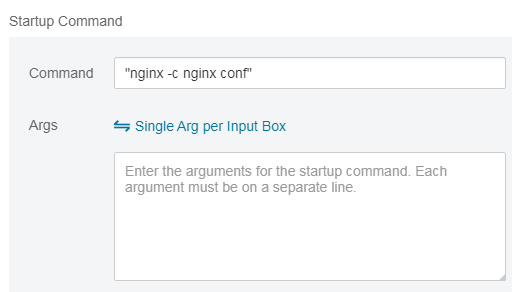 Startup Command
Command
"nginx -c nginx conf"
Args
Single Arg per Input Box
Enter the arguments for the startup command. Each
argument must be on a separate line.